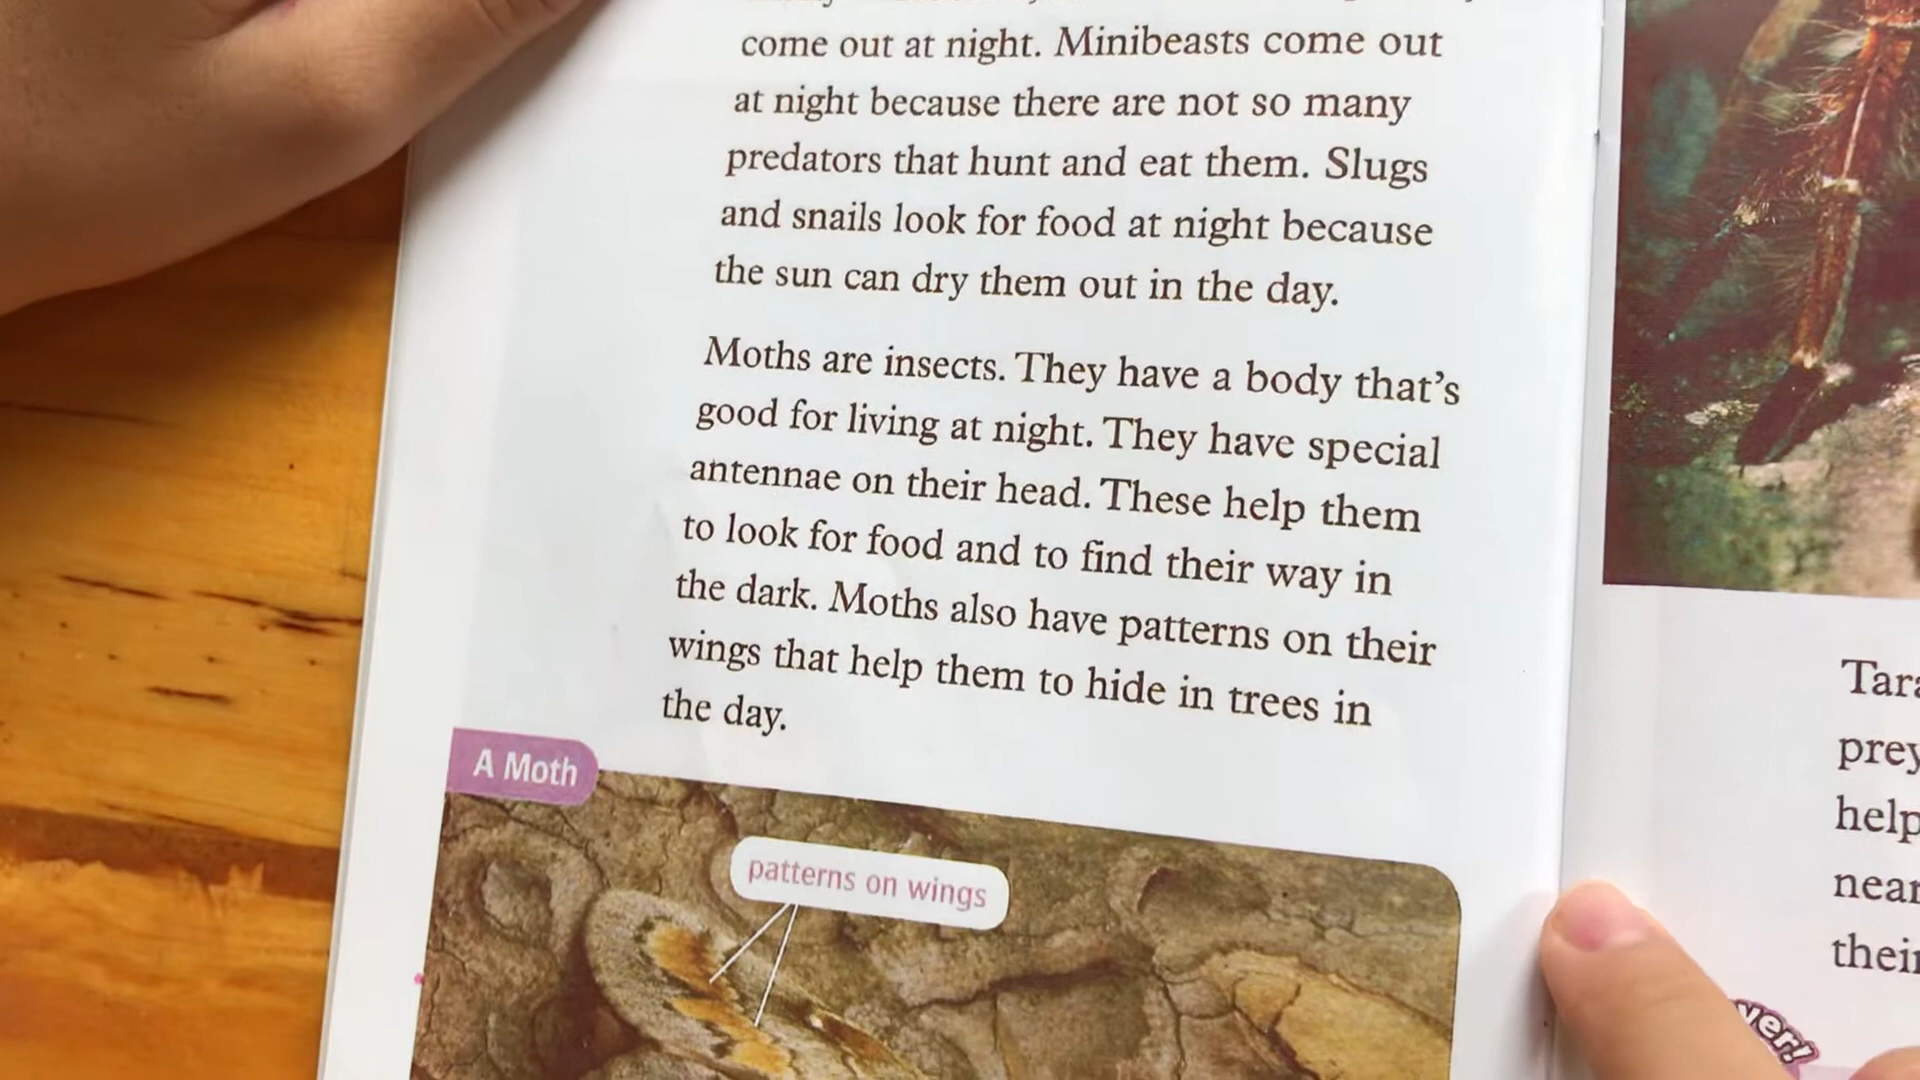 come out at night. Minibeasts come out
at night because there are not so many
predators that hunt and eat them. Slugs
and snails look for food at night because
the sun can dry them out in the day.
Moths are insects. They have a body that's
good for living at night. They have special
antennae on their head. These help them
to look for food and to find their way in
the dark. Moths also have patterns on their
wings that help them to hide in trees in
the day.
A Moth
patterns on wings
prey
help
near